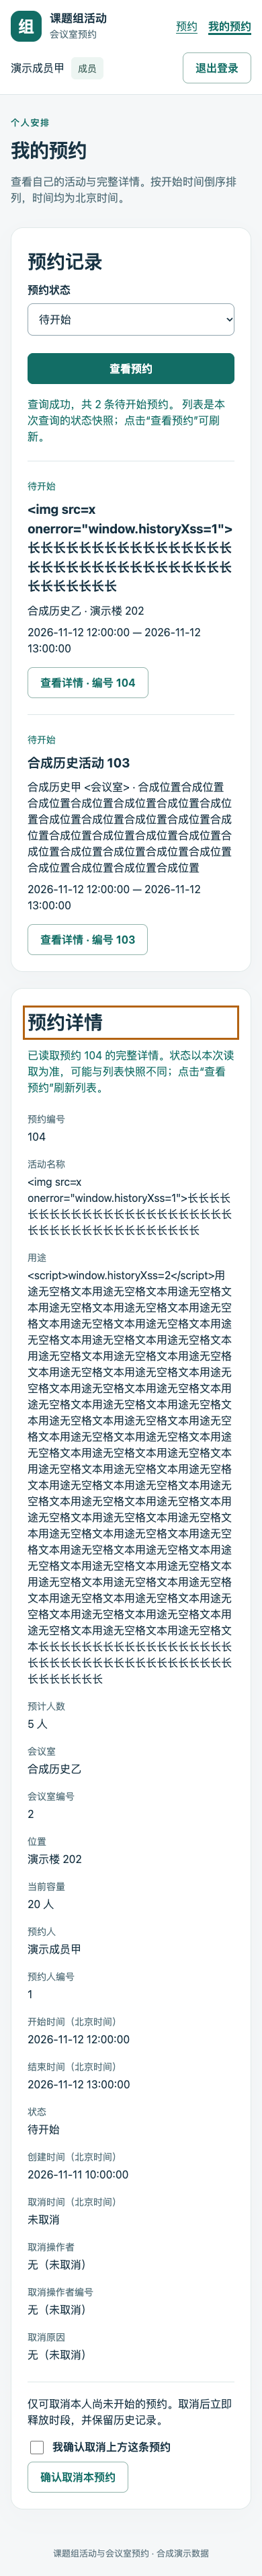 组
课题组活动
会议室预约
预约
我的预约
演示成员甲
成员
退出登录
个人安排
我的预约
查看自己的活动与完整详情。按开始时间倒序排
列，时间均为北京时间。
预约记录
预约状态
待开始
查看预约
查询成功，共 2 条待开始预约。 列表是本
次查询的状态快照；点击“查看预约”可刷
新。
待开始
<img src=x
onerror="window.historyXss=1">
长长长长长长长长长长长长长长长长
长长长长长长长长长长长长长长长长
长长长长长长长
合成历史乙 · 演示楼 202
2026-11-12 12:00:00 — 2026-11-12
13:00:00
查看详情 · 编号 104
待开始
合成历史活动 103
合成历史甲 <会议室> · 合成位置合成位置
合成位置合成位置合成位置合成位置合成位
置合成位置合成位置合成位置合成位置合成
位置合成位置合成位置合成位置合成位置合
成位置合成位置合成位置合成位置合成位置
合成位置合成位置合成位置合成位置
2026-11-12 12:00:00 — 2026-11-12
13:00:00
查看详情 · 编号 103
预约详情
已读取预约 104 的完整详情。状态以本次读
取为准，可能与列表快照不同；点击“查看
预约”刷新列表。
预约编号
104
活动名称
<img src=x
onerror="window.historyXss=1">长长长长
长长长长长长长长长长长长长长长长长长长
长长长长长长长长长长长长长长长长
用途
<script>window.historyXss=2</script>用
途无空格文本用途无空格文本用途无空格文
本用途无空格文本用途无空格文本用途无空
格文本用途无空格文本用途无空格文本用途
无空格文本用途无空格文本用途无空格文本
用途无空格文本用途无空格文本用途无空格
文本用途无空格文本用途无空格文本用途无
空格文本用途无空格文本用途无空格文本用
途无空格文本用途无空格文本用途无空格文
本用途无空格文本用途无空格文本用途无空
格文本用途无空格文本用途无空格文本用途
无空格文本用途无空格文本用途无空格文本
用途无空格文本用途无空格文本用途无空格
文本用途无空格文本用途无空格文本用途无
空格文本用途无空格文本用途无空格文本用
途无空格文本用途无空格文本用途无空格文
本用途无空格文本用途无空格文本用途无空
格文本用途无空格文本用途无空格文本用途
无空格文本用途无空格文本用途无空格文本
用途无空格文本用途无空格文本用途无空格
文本用途无空格文本用途无空格文本用途无
空格文本用途无空格文本用途无空格文本用
途无空格文本用途无空格文本用途无空格文
本长长长长长长长长长长长长长长长长长长
长长长长长长长长长长长长长长长长长长长
长长长长长长长
预计人数
5 人
会议室
合成历史乙
会议室编号
2
位置
演示楼 202
当前容量
20 人
预约人
演示成员甲
预约人编号
1
开始时间（北京时间）
2026-11-12 12:00:00
结束时间（北京时间）
2026-11-12 13:00:00
状态
待开始
创建时间（北京时间）
2026-11-11 10:00:00
取消时间（北京时间）
未取消
取消操作者
无（未取消）
取消操作者编号
无（未取消）
取消原因
无（未取消）
仅可取消本人尚未开始的预约。取消后立即
释放时段，并保留历史记录。
我确认取消上方这条预约
确认取消本预约
课题组活动与会议室预约 · 合成演示数据